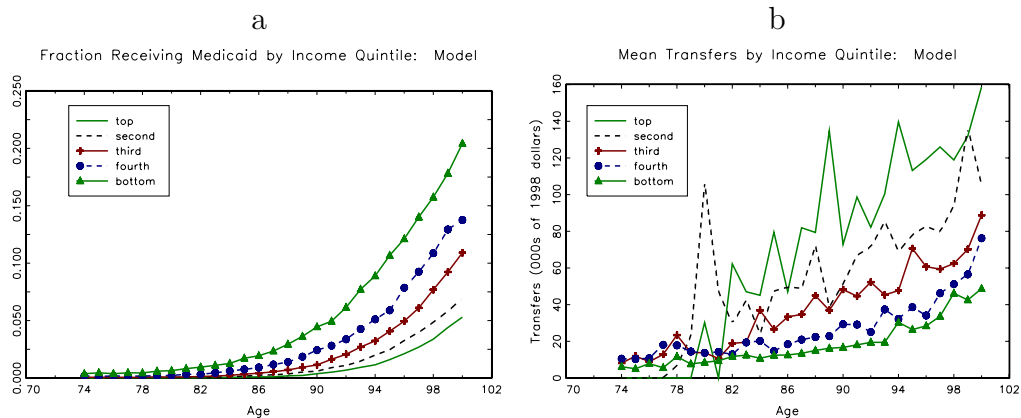 a
Fraction Receiving Medicaid by Income Quintile: Model
0.250
0.200
0.150
0.100
0.050
0.000
top
second
third
fourth
bottom
70 74 78 82 86 90 94 98 102
Age
b
Mean Transfers by Income Quintile: Model
Transfers (000s of 1998 dollars)
160
140
120
100
80
60
40
20
0
top
second
third
fourth
bottom
70 74 78 82 86 90 94 98 102
Age